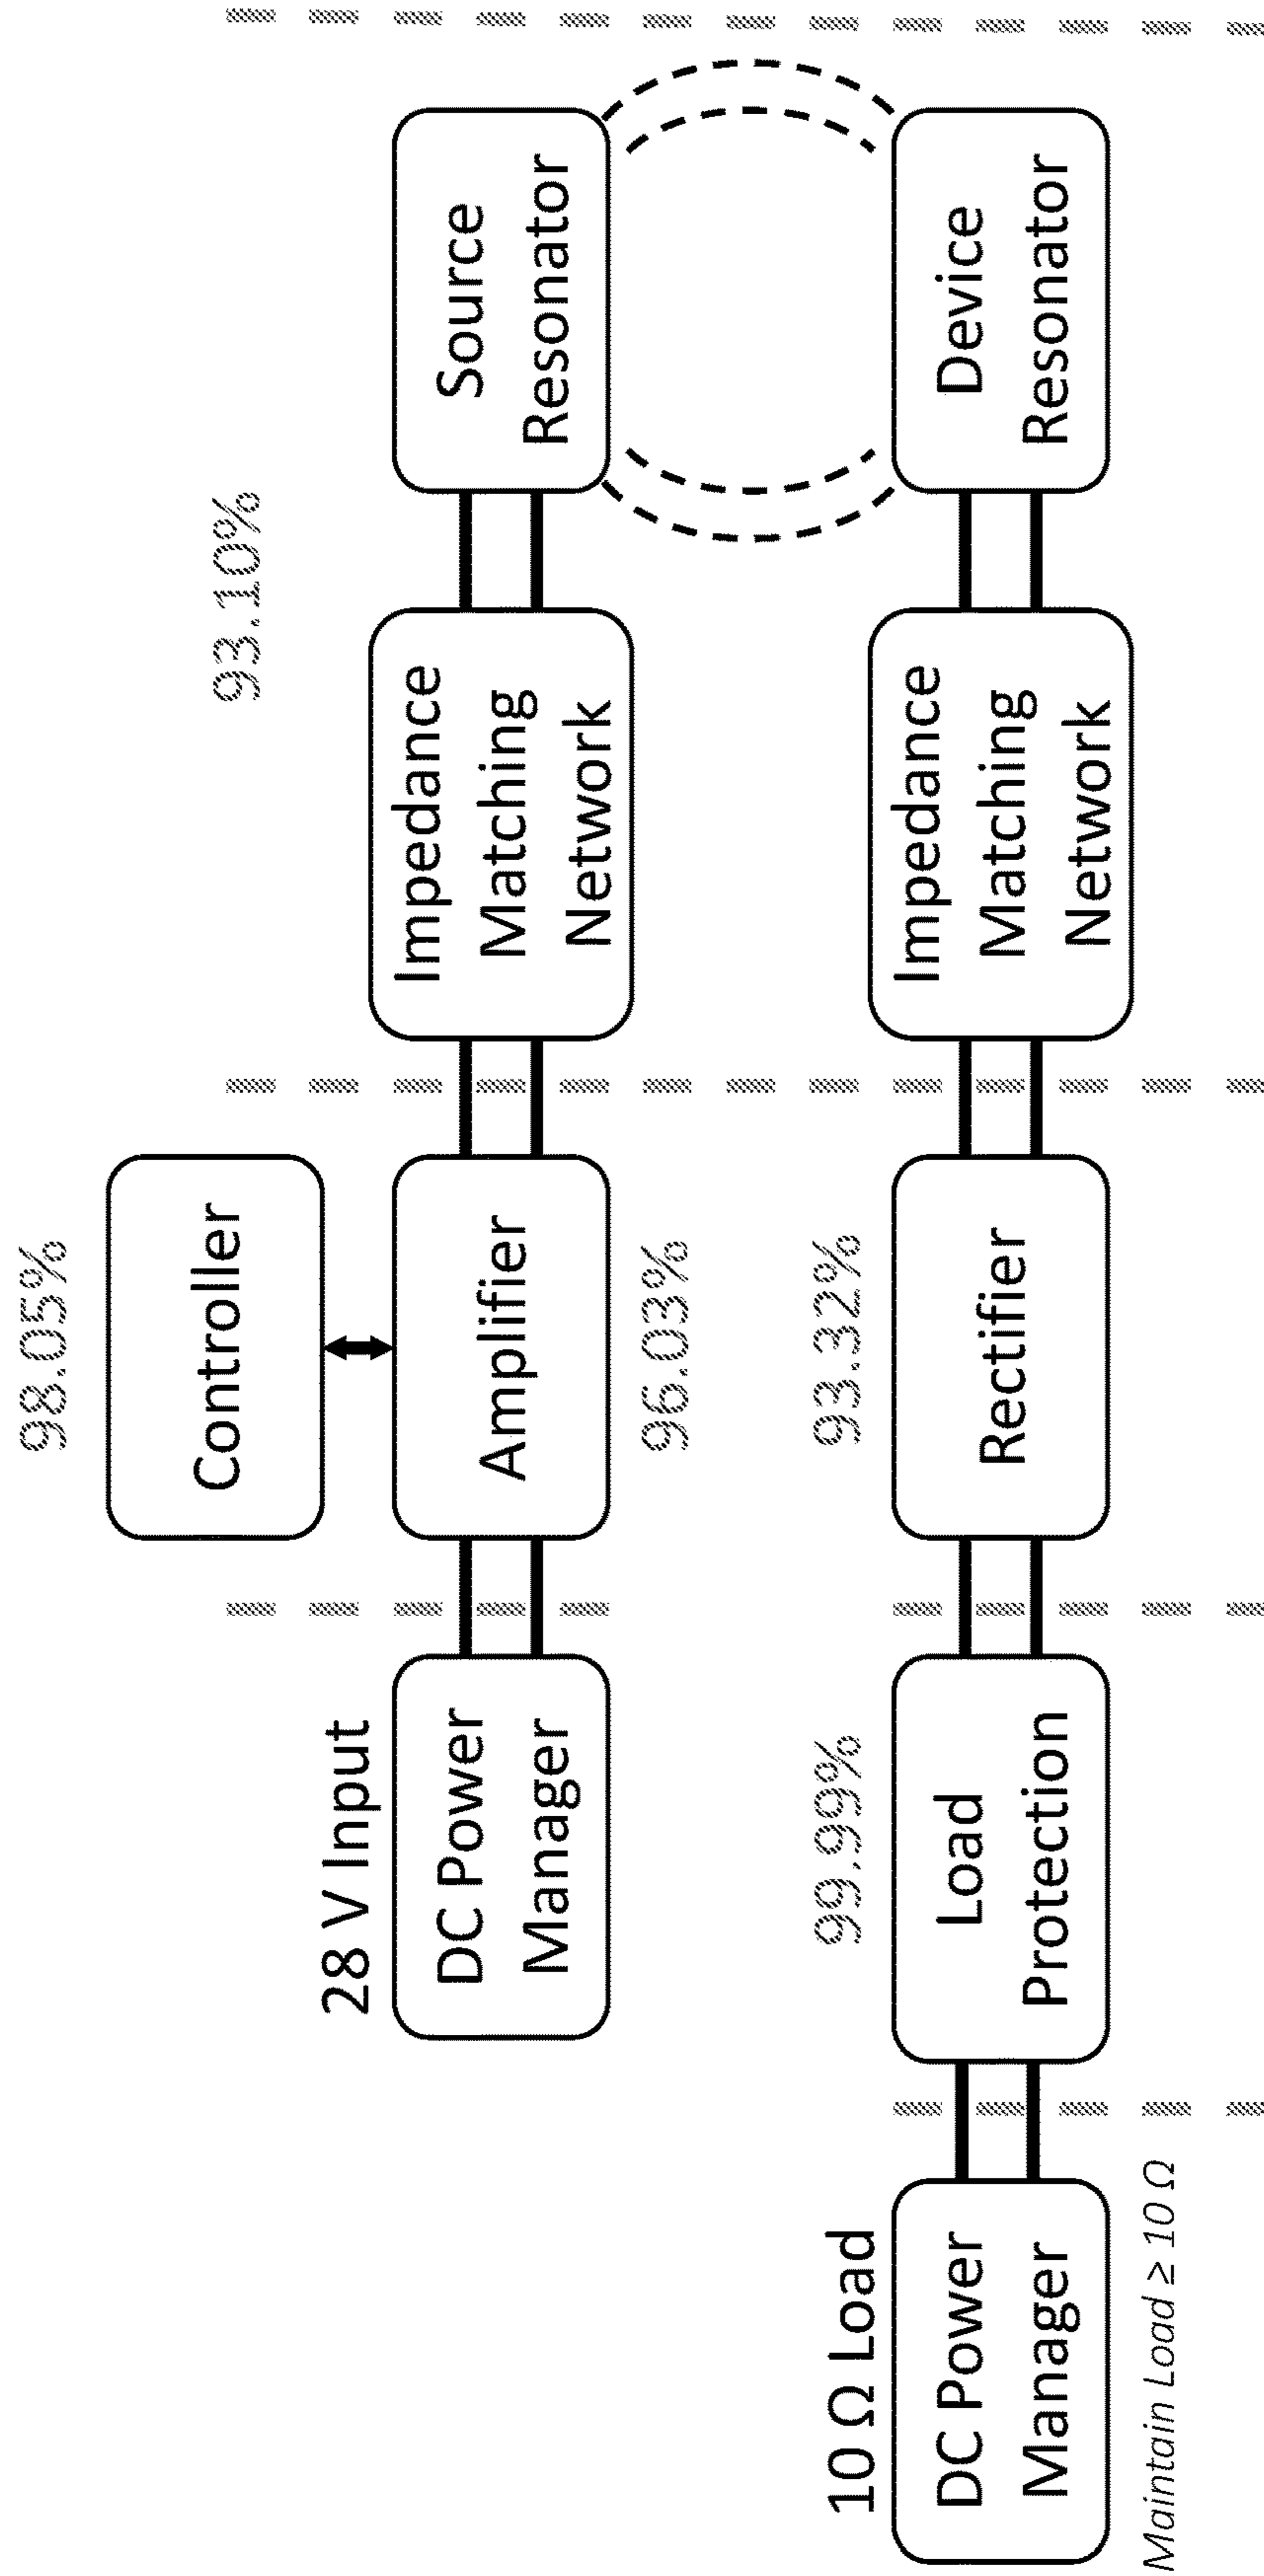 98.05%
Controller
93.10%
28 V Input
DC Power
Manager
Amplifier
Impedance
Matching
Network
Source
Resonator
96.03%
10 Ω Load
99.99%
93.32%
DC Power
Manager
Load
Protection
Rectifier
Impedance
Matching
Network
Device
Resonator
Maintain Load ≥ 10 Ω